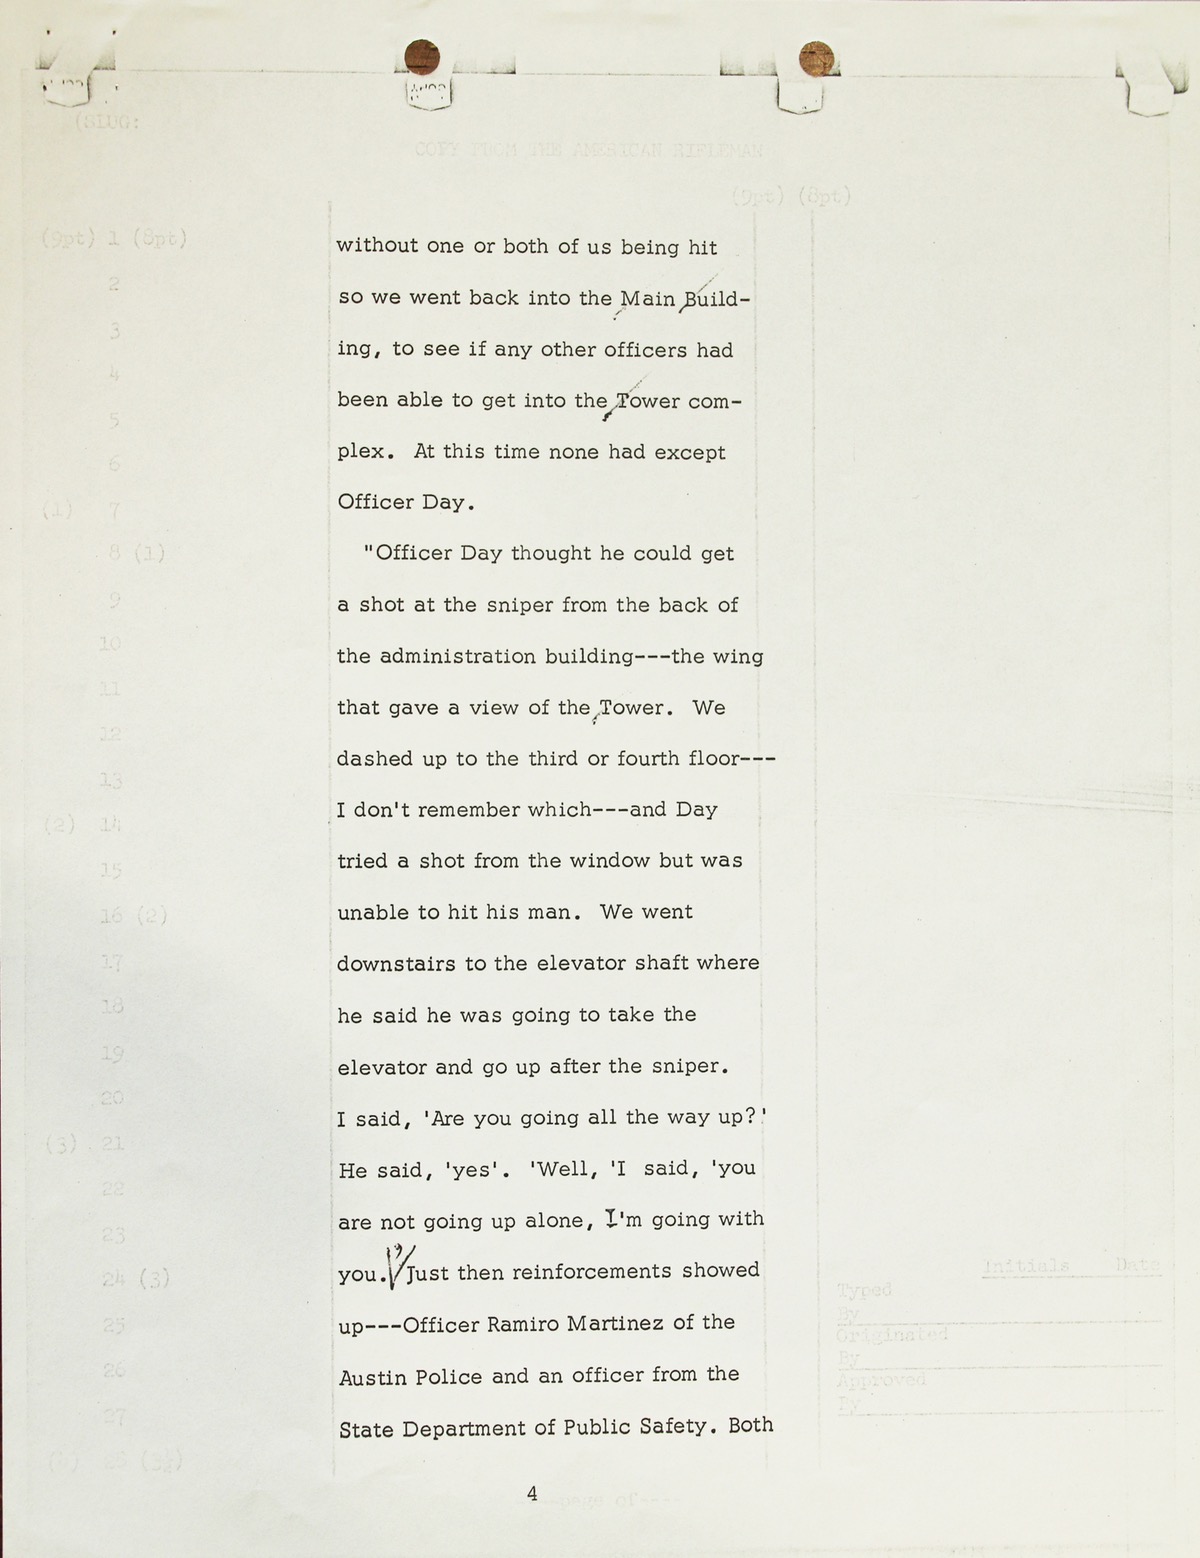 (SLUG:
COPY FROM THE AMERICAN RIFLEMAN
(9pt) (8pt)
(9pt) 1 (8pt)
2
3
4
5
6
(1) 7
8 (1)
9
10
11
12
13
(2) 14
15
16 (2)
17
18
19
20
(3) 21
22
23
24 (3)
25
26
27
without one or both of us being hit
so we went back into the Main Build-
ing, to see if any other officers had
been able to get into the Tower com-
plex. At this time none had except
Officer Day.
"Officer Day thought he could get
a shot at the sniper from the back of
the administration building---the wing
that gave a view of the Tower. We
dashed up to the third or fourth floor---
I don't remember which---and Day
tried a shot from the window but was
unable to hit his man. We went
downstairs to the elevator shaft where
he said he was going to take the
elevator and go up after the sniper.
I said, 'Are you going all the way up?'
He said, 'yes'. 'Well, 'I said, 'you
are not going up alone, I'm going with
you.' Just then reinforcements showed
up---Officer Ramiro Martinez of the
Austin Police and an officer from the
State Department of Public Safety. Both
Initials Date
Typed
By
Originated
By
Approved
By
4
page of----